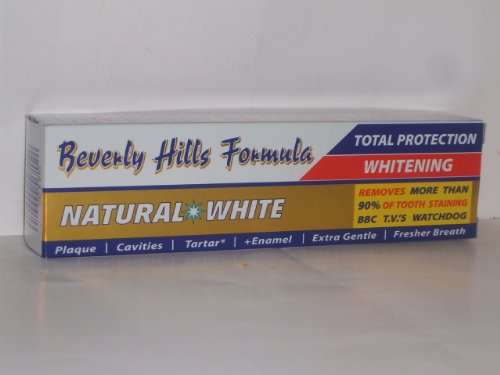 Beverly Hills Formula
TOTAL PROTECTION
WHITENING
NATURAL WHITE
REMOVES MORE THAN
90% OF TOOTH STAINING
BBC T.V.'S WATCHDOG
Plaque | Cavities | Tartar* | +Enamel | Extra Gentle | Fresher Breath